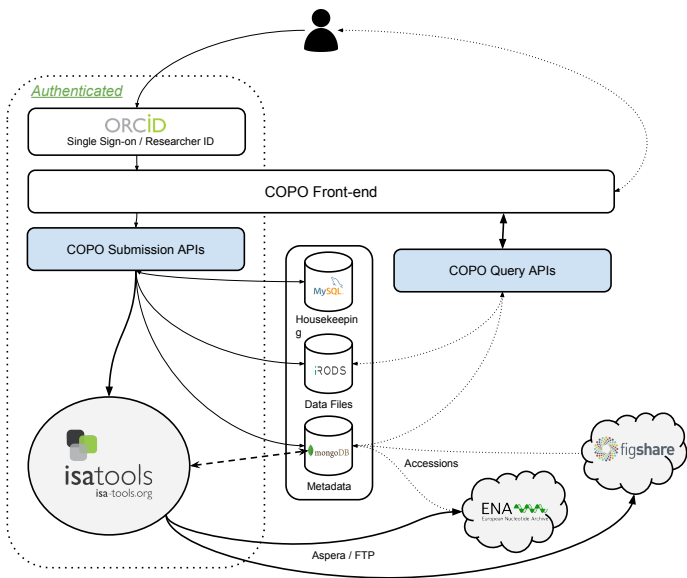 Authenticated
ORCiD
Single Sign-on / Researcher ID
COPO Front-end
COPO Submission APIs
COPO Query APIs
MySQL
Housekeepin
g
iRODS
Data Files
mongoDB
Metadata
isatools
isa-tools.org
Accessions
figshare
ENA
European Nucleotide Archive
Aspera / FTP